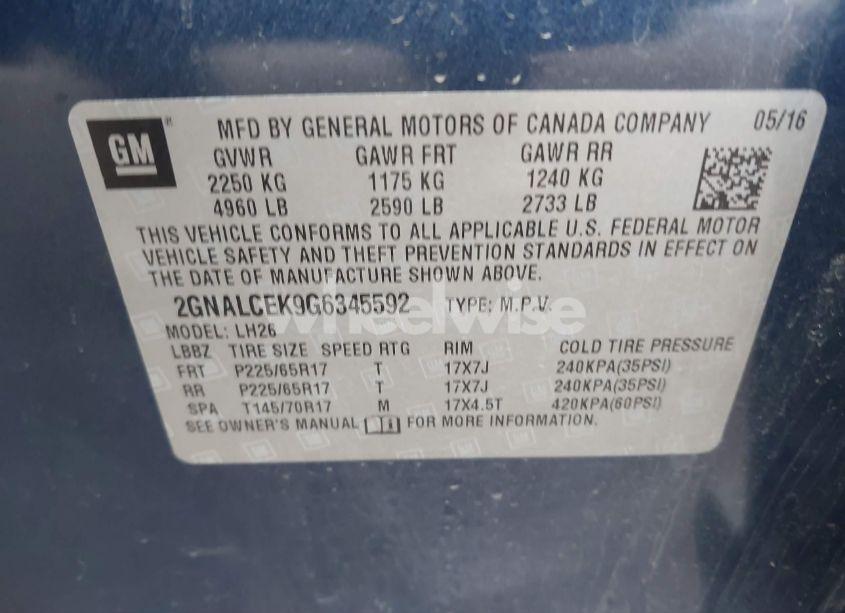 GM ® MFD BY GENERAL MOTORS OF CANADA COMPANY 05/16
GVWR GAWR FRT GAWR RR
2250 KG 1175 KG 1240 KG
4960 LB 2590 LB 2733 LB
THIS VEHICLE CONFORMS TO ALL APPLICABLE U.S. FEDERAL MOTOR
VEHICLE SAFETY AND THEFT PREVENTION STANDARDS IN EFFECT ON
THE DATE OF MANUFACTURE SHOWN ABOVE.
2GNALCEK9G6345592 TYPE: M.P.V.
wheelwise
MODEL: LH26
LBBZ TIRE SIZE SPEED RTG RIM COLD TIRE PRESSURE
FRT P225/65R17 T 17X7J 240KPA(35PSI)
RR P225/65R17 T 17X7J 240KPA(35PSI)
SPA T145/70R17 M 17X4.5T 420KPA(60PSI)
SEE OWNER'S MANUAL FOR MORE INFORMATION.